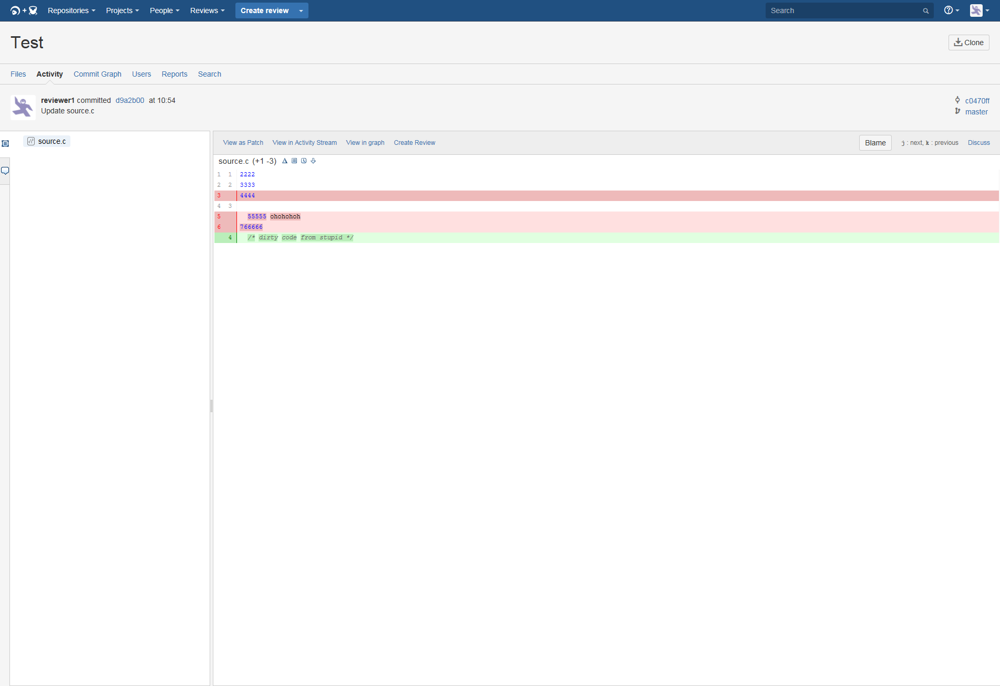 Repositories Projects People Reviews Create review Search
Test
Clone
Files Activity Commit Graph Users Reports Search
reviewer1 committed d9a2b00 at 10:54
Update source.c
c0470ff
master
source.c
View as Patch View in Activity Stream View in graph Create Review Blame j : next, k : previous Discuss
source.c (+1 -3)
1 1 2222
2 2 3333
3 4444
4 3
5 55555 ohohohoh
6 766666
4 /* dirty code from stupid */